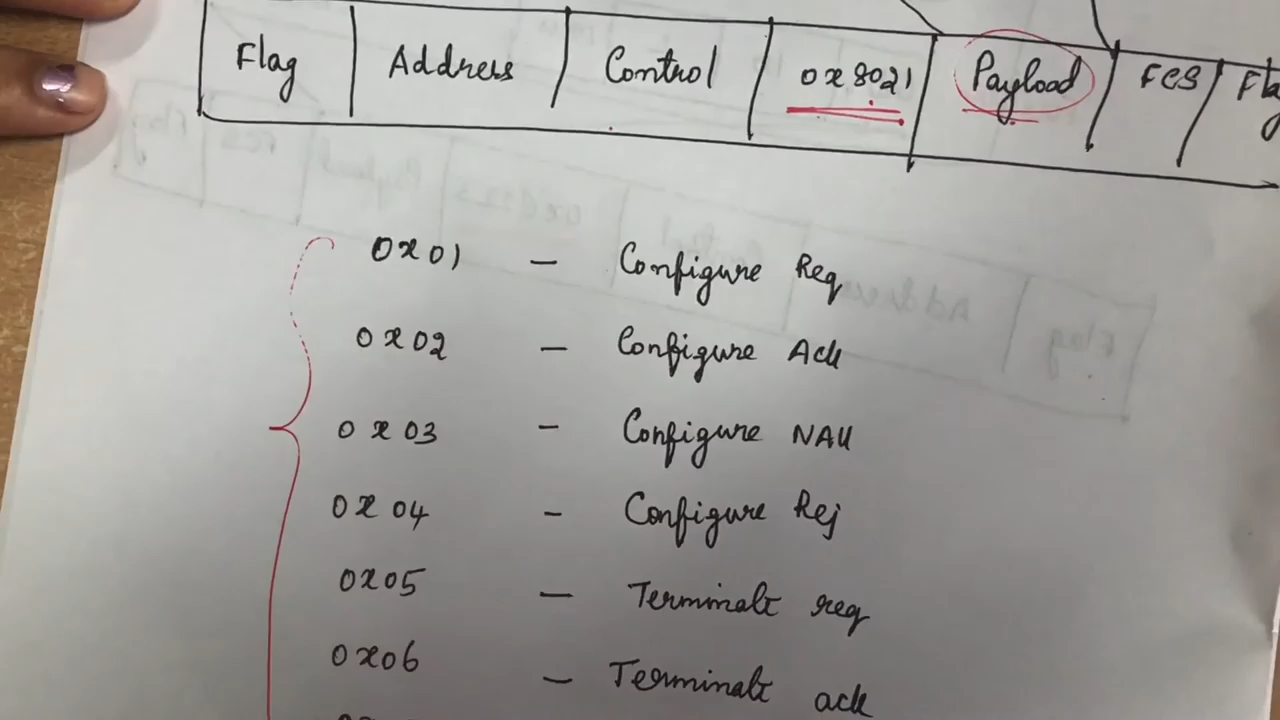 Flag Address Control 0x8021 Payload FCS Fla
0x01 - Configure Req
0x02 - Configure Ack
0x03 - Configure NAK
0x04 - Configure Rej
0x05 - Terminate req
0x06 - Terminate ack